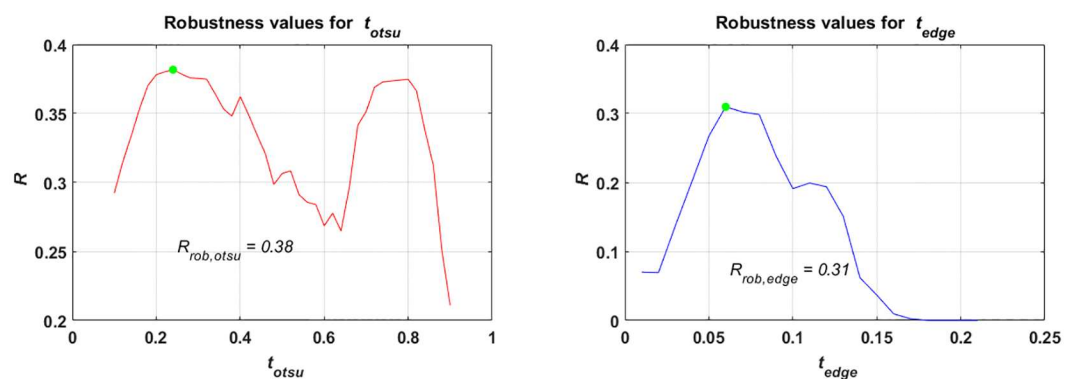 Robustness values for t_otsu
0.4
0.35
0.3
0.25
0.2
R
R_rob,otsu = 0.38
0
0.2
0.4
0.6
0.8
1
t_otsu
Robustness values for t_edge
0.4
0.3
0.2
0.1
0
R
R_rob,edge = 0.31
0
0.05
0.1
0.15
0.2
0.25
t_edge